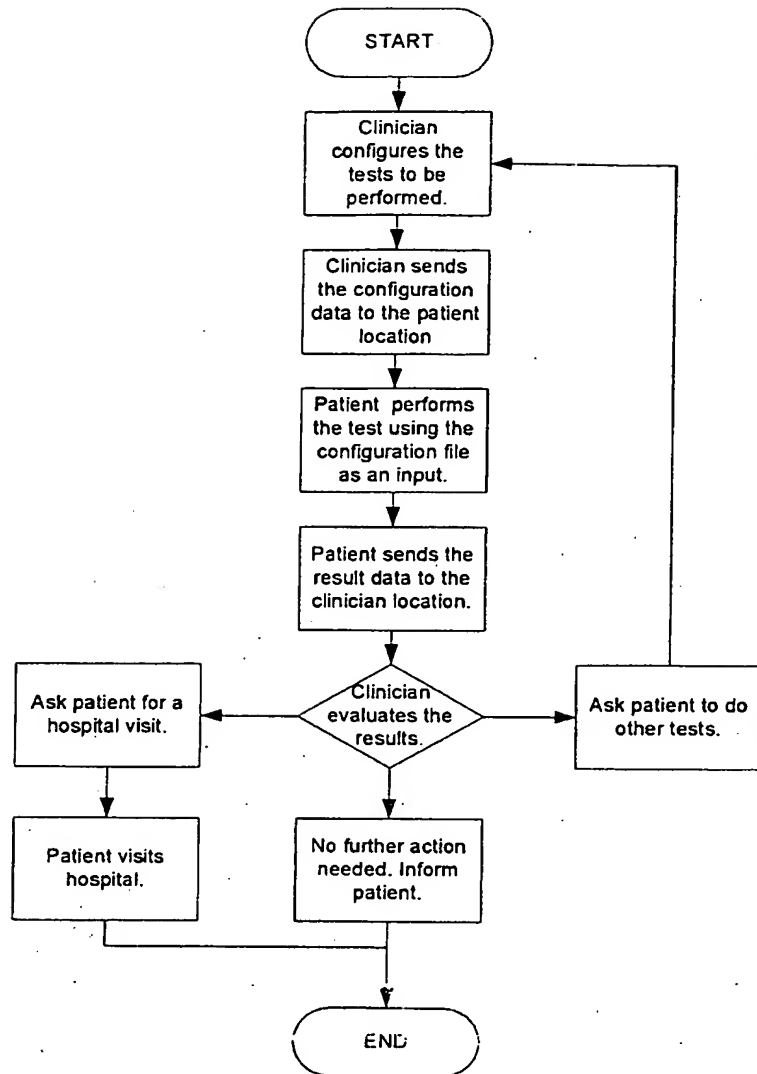 START
Clinician
configures the
tests to be
performed.
Clinician sends
the configuration
data to the patient
location
Patient performs
the test using the
configuration file
as an input.
Patient sends the
result data to the
clinician location.
Clinician
evaluates the
results.
Ask patient for a
hospital visit.
Ask patient to do
other tests.
Patient visits
hospital.
No further action
needed. Inform
patient.
END